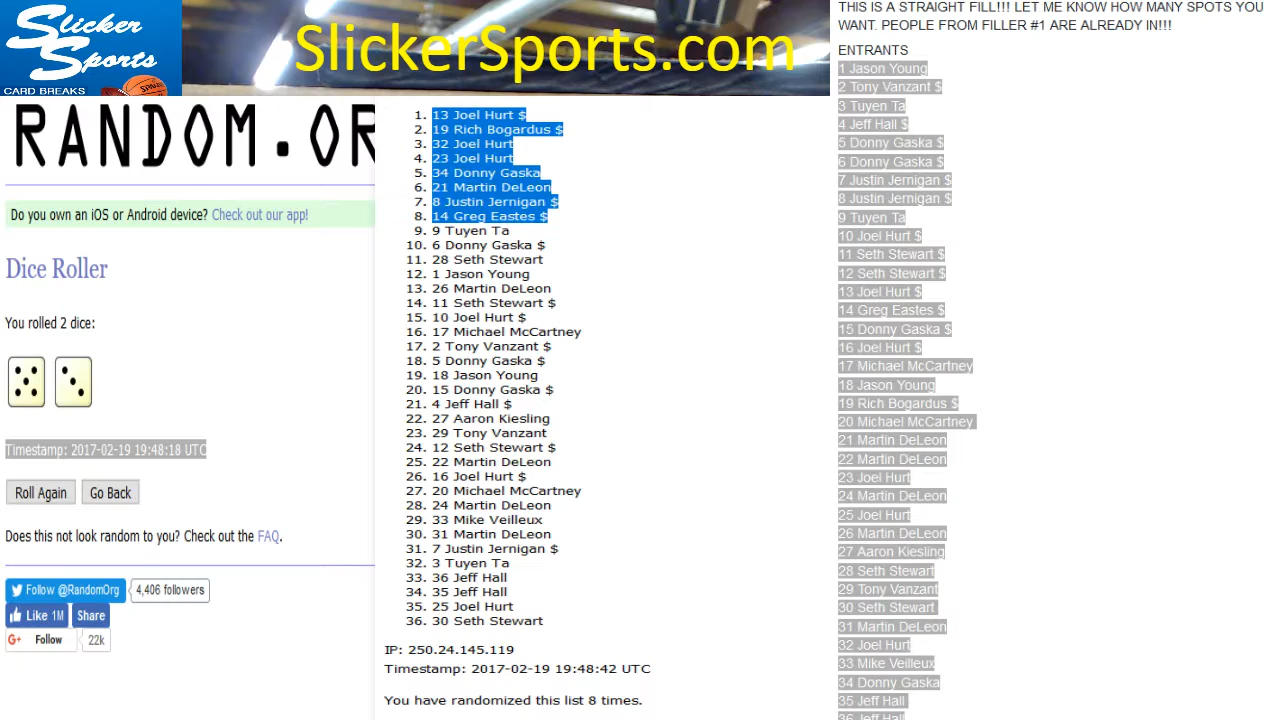 Slicker
Sports
CARD BREAKS
SlickerSports.com
RANDOM.OR
Do you own an iOS or Android device? Check out our app!
Dice Roller
You rolled 2 dice:
Timestamp: 2017-02-19 19:48:18 UTC
Roll Again
Go Back
Does this not look random to you? Check out the FAQ.
Follow @RandomOrg
4,406 followers
Like 1M
Share
G+ Follow
22k
1. 13 Joel Hurt $
2. 19 Rich Bogardus $
3. 32 Joel Hurt
4. 23 Joel Hurt
5. 34 Donny Gaska
6. 21 Martin DeLeon
7. 8 Justin Jernigan $
8. 14 Greg Eastes $
9. 9 Tuyen Ta
10. 6 Donny Gaska $
11. 28 Seth Stewart
12. 1 Jason Young
13. 26 Martin DeLeon
14. 11 Seth Stewart $
15. 10 Joel Hurt $
16. 17 Michael McCartney
17. 2 Tony Vanzant $
18. 5 Donny Gaska $
19. 18 Jason Young
20. 15 Donny Gaska $
21. 4 Jeff Hall $
22. 27 Aaron Kiesling
23. 29 Tony Vanzant
24. 12 Seth Stewart $
25. 22 Martin DeLeon
26. 16 Joel Hurt $
27. 20 Michael McCartney
28. 24 Martin DeLeon
29. 33 Mike Veilleux
30. 31 Martin DeLeon
31. 7 Justin Jernigan $
32. 3 Tuyen Ta
33. 36 Jeff Hall
34. 35 Jeff Hall
35. 25 Joel Hurt
36. 30 Seth Stewart
IP: 250.24.145.119
Timestamp: 2017-02-19 19:48:42 UTC
You have randomized this list 8 times.
THIS IS A STRAIGHT FILL!!! LET ME KNOW HOW MANY SPOTS YOU
WANT. PEOPLE FROM FILLER #1 ARE ALREADY IN!!!
ENTRANTS
1 Jason Young
2 Tony Vanzant $
3 Tuyen Ta
4 Jeff Hall $
5 Donny Gaska $
6 Donny Gaska $
7 Justin Jernigan $
8 Justin Jernigan $
9 Tuyen Ta
10 Joel Hurt $
11 Seth Stewart $
12 Seth Stewart $
13 Joel Hurt $
14 Greg Eastes $
15 Donny Gaska $
16 Joel Hurt $
17 Michael McCartney
18 Jason Young
19 Rich Bogardus $
20 Michael McCartney
21 Martin DeLeon
22 Martin DeLeon
23 Joel Hurt
24 Martin DeLeon
25 Joel Hurt
26 Martin DeLeon
27 Aaron Kiesling
28 Seth Stewart
29 Tony Vanzant
30 Seth Stewart
31 Martin DeLeon
32 Joel Hurt
33 Mike Veilleux
34 Donny Gaska
35 Jeff Hall
36 Jeff Hall